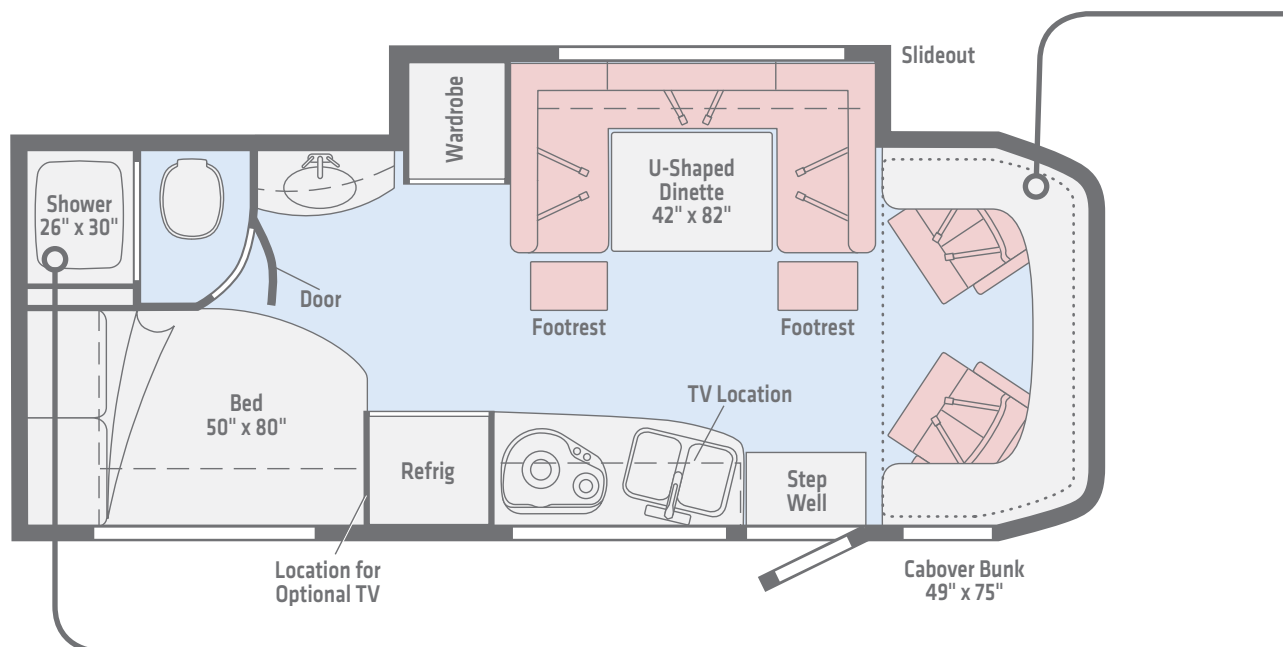 Slideout
Wardrobe
U-Shaped
Dinette
42" x 82"
Shower
26" x 30"
Door
Footrest
Footrest
TV Location
Bed
50" x 80"
Refrig
Step
Well
Location for
Optional TV
Cabover Bunk
49" x 75"